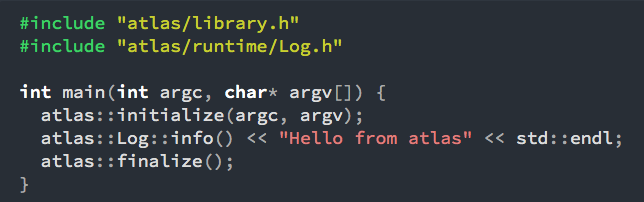 #include "atlas/library.h"
#include "atlas/runtime/Log.h"

int main(int argc, char* argv[]) {
  atlas::initialize(argc, argv);
  atlas::Log::info() << "Hello from atlas" << std::endl;
  atlas::finalize();
}